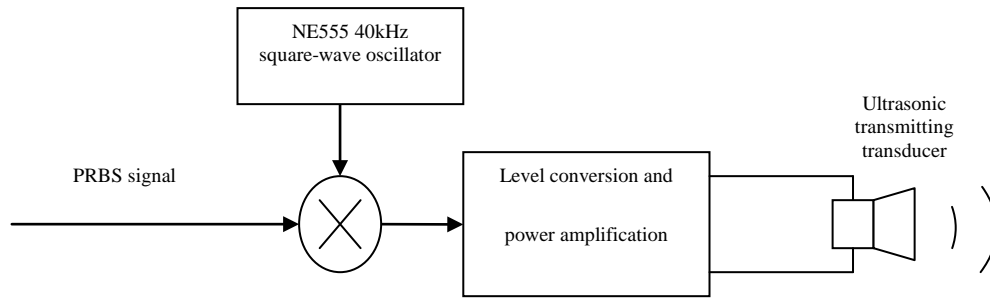 NE555 40kHz
square-wave oscillator
Ultrasonic
transmitting
transducer
PRBS signal
Level conversion and
power amplification